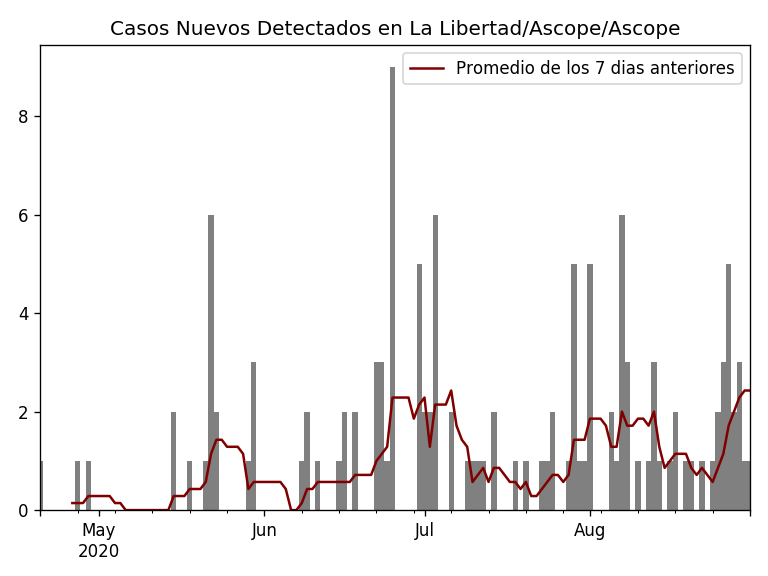 Casos Nuevos Detectados en La Libertad/Ascope/Ascope
Promedio de los 7 dias anteriores
8
6
4
2
0
May
2020
Jun
Jul
Aug